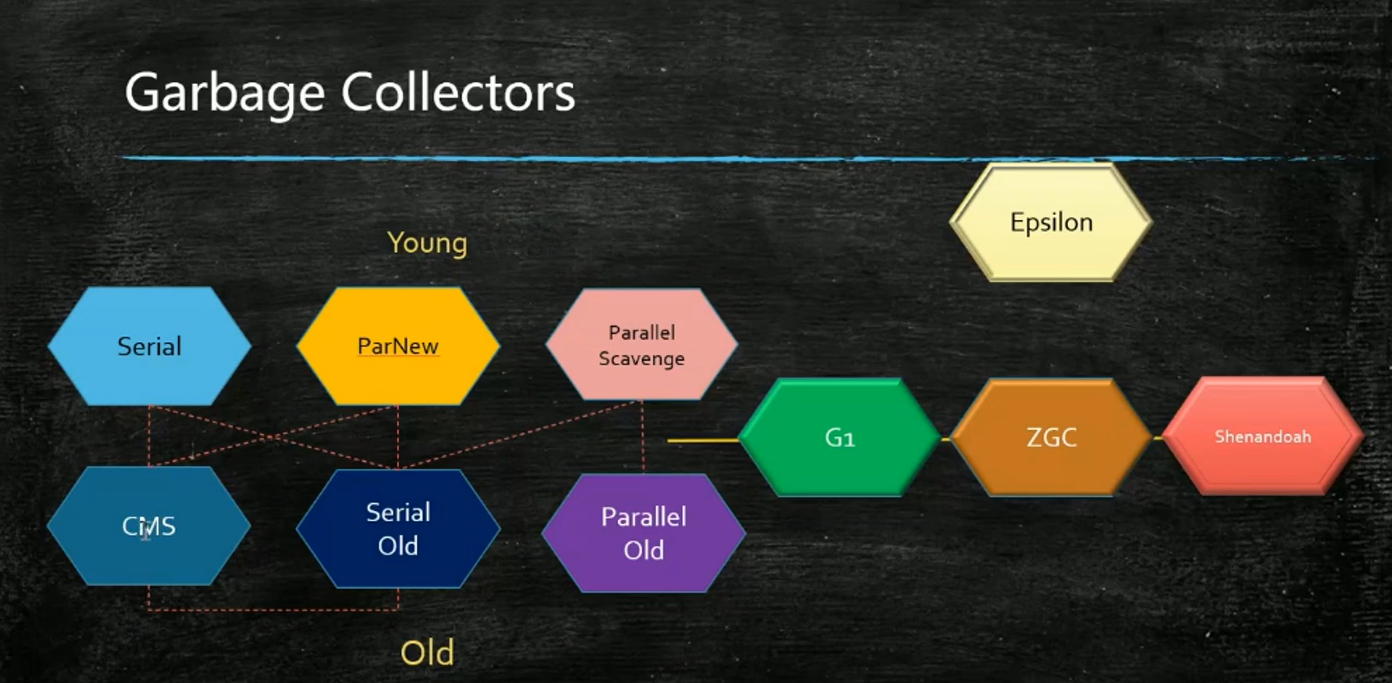 Garbage Collectors
Epsilon
Young
Serial
ParNew
Parallel
Scavenge
G1
ZGC
Shenandoah
CMS
Serial
Old
Parallel
Old
Old